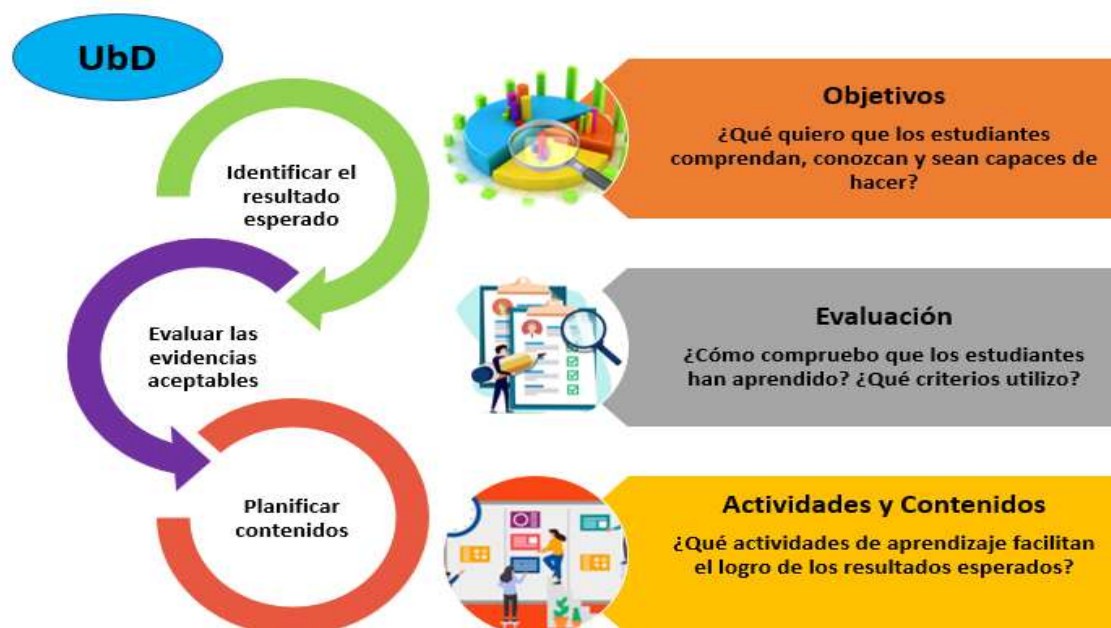 UbD
Identificar el
resultado
esperado
Objetivos
¿Qué quiero que los estudiantes
comprendan, conozcan y sean capaces de
hacer?
Evaluar las
evidencias
aceptables
Evaluación
¿Cómo compruebo que los estudiantes
han aprendido? ¿Qué criterios utilizo?
Planificar
contenidos
Actividades y Contenidos
¿Qué actividades de aprendizaje facilitan
el logro de los resultados esperados?